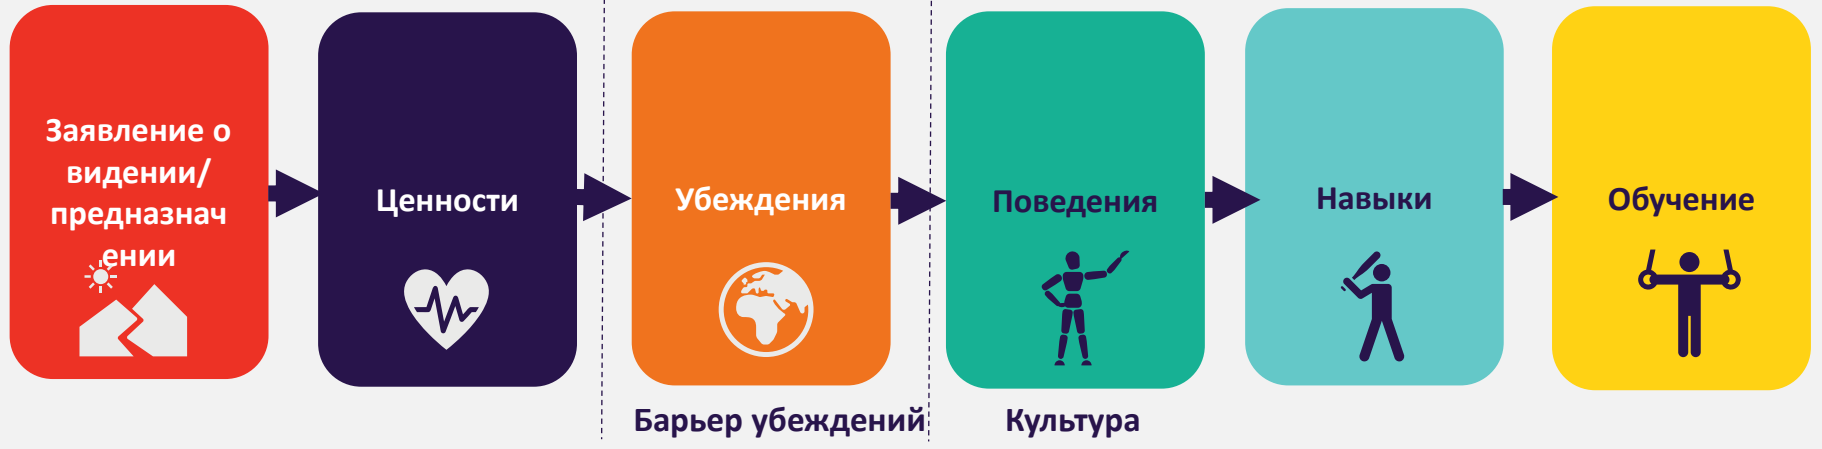 Заявление о
видении/
предназнач
ении
Ценности
Убеждения
Поведения
Навыки
Обучение
Барьер убеждений
Культура